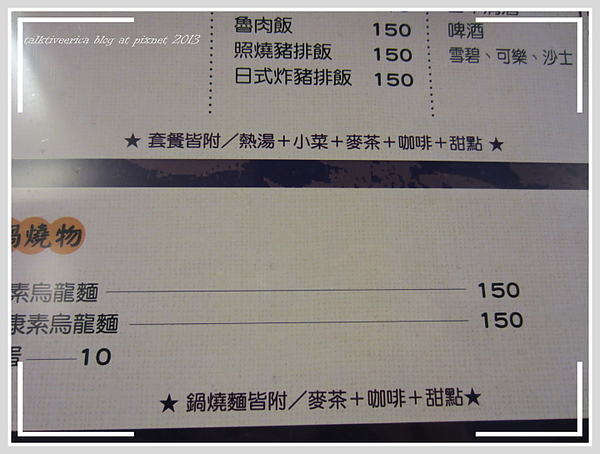 talktiveerica blog at pixnet 2013
魯肉飯 150
照燒豬排飯 150
日式炸豬排飯 150
啤酒
雪碧、可樂、沙士
★ 套餐皆附／熱湯＋小菜＋麥茶＋咖啡＋甜點 ★
鍋燒物
素烏龍麵 150
康素烏龍麵 150
10
★ 鍋燒麵皆附／麥茶＋咖啡＋甜點★